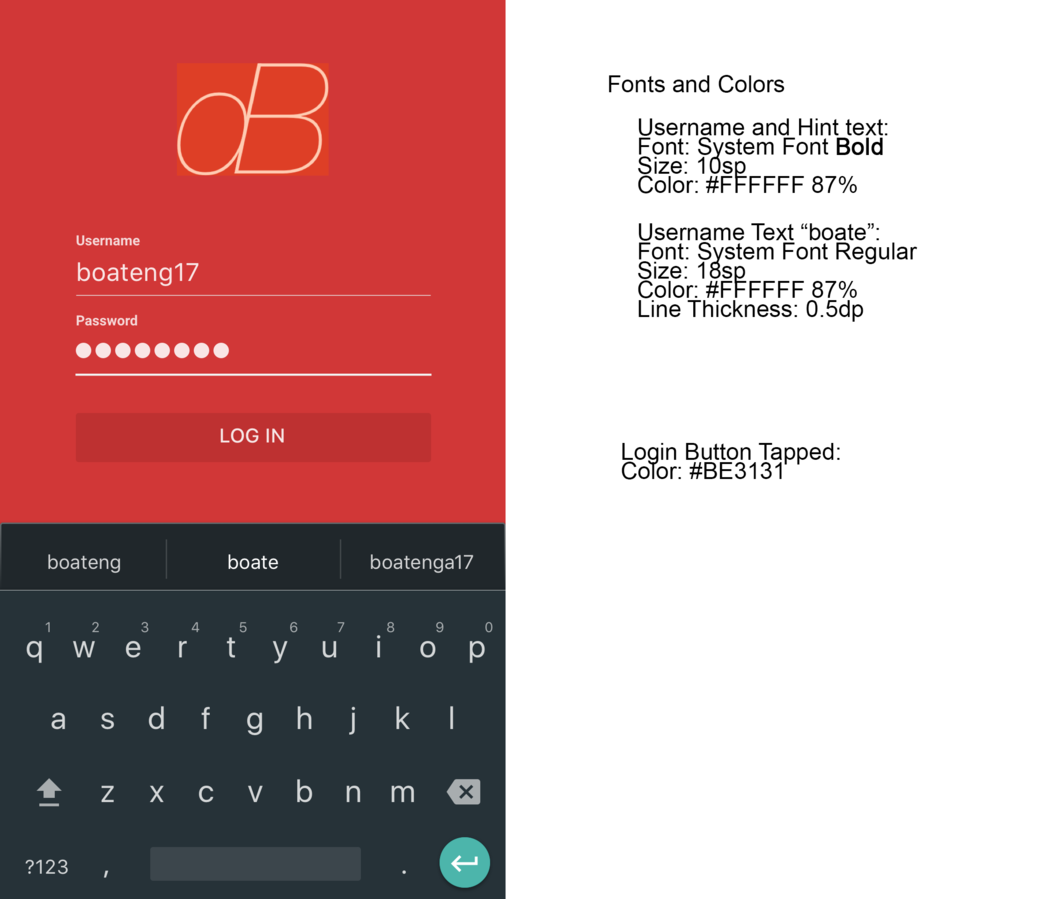 aB
Username
boateng17
Password
LOG IN
boateng boate boatenga17
1 2 3 4 5 6 7 8 9 0
q w e r t y u i o p
a s d f g h j k l
z x c v b n m
?123 , .
Fonts and Colors
Username and Hint text:
Font: System Font Bold
Size: 10sp
Color: #FFFFFF 87%
Username Text “boate”:
Font: System Font Regular
Size: 18sp
Color: #FFFFFF 87%
Line Thickness: 0.5dp
Login Button Tapped:
Color: #BE3131